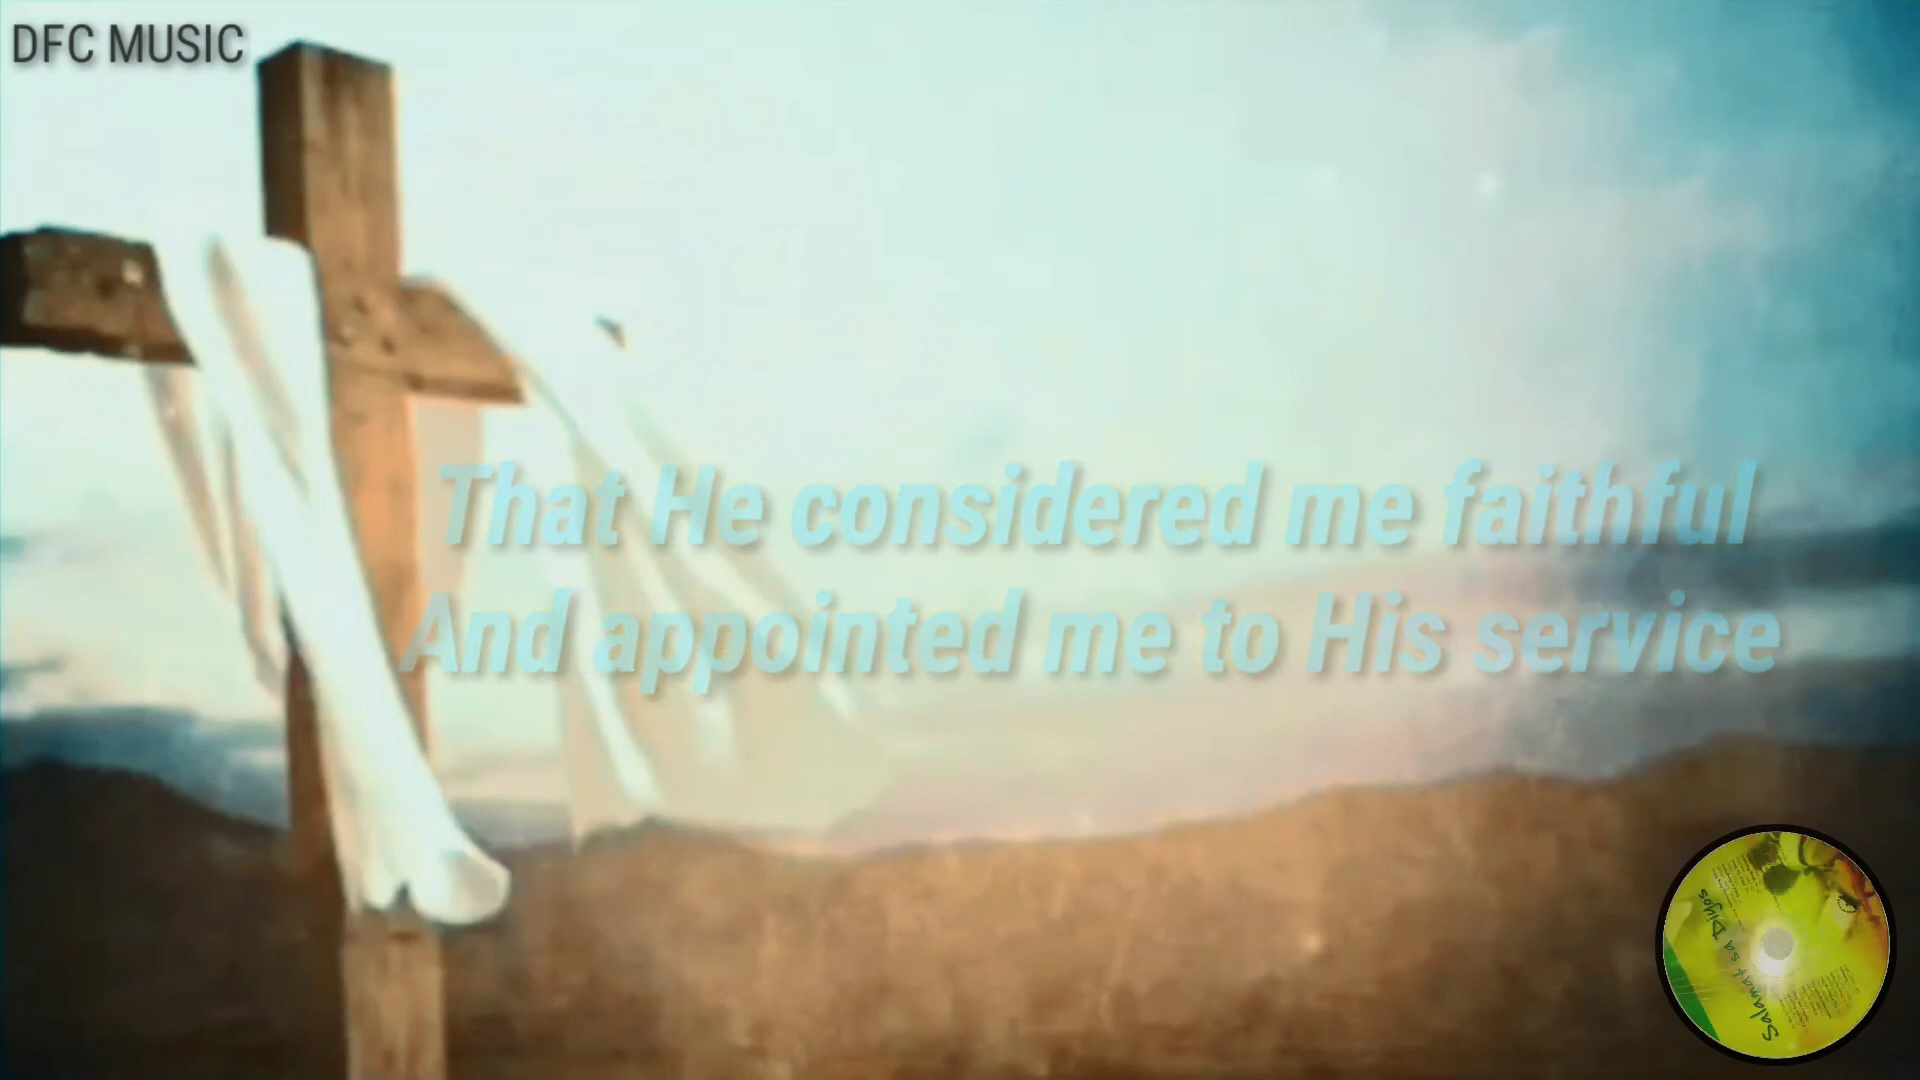 DFC MUSIC
That He considered me faithful
And appointed me to His service
Salamat sa Diyos